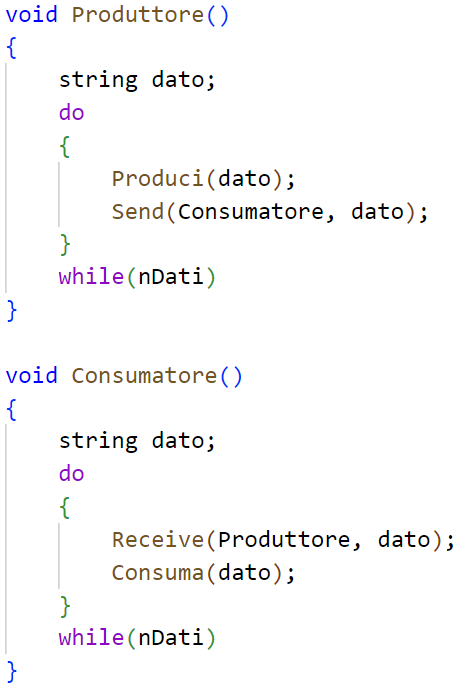 void Produttore()
{
    string dato;
    do
    {
        Produci(dato);
        Send(Consumatore, dato);
    }
    while(nDati)
}

void Consumatore()
{
    string dato;
    do
    {
        Receive(Produttore, dato);
        Consuma(dato);
    }
    while(nDati)
}